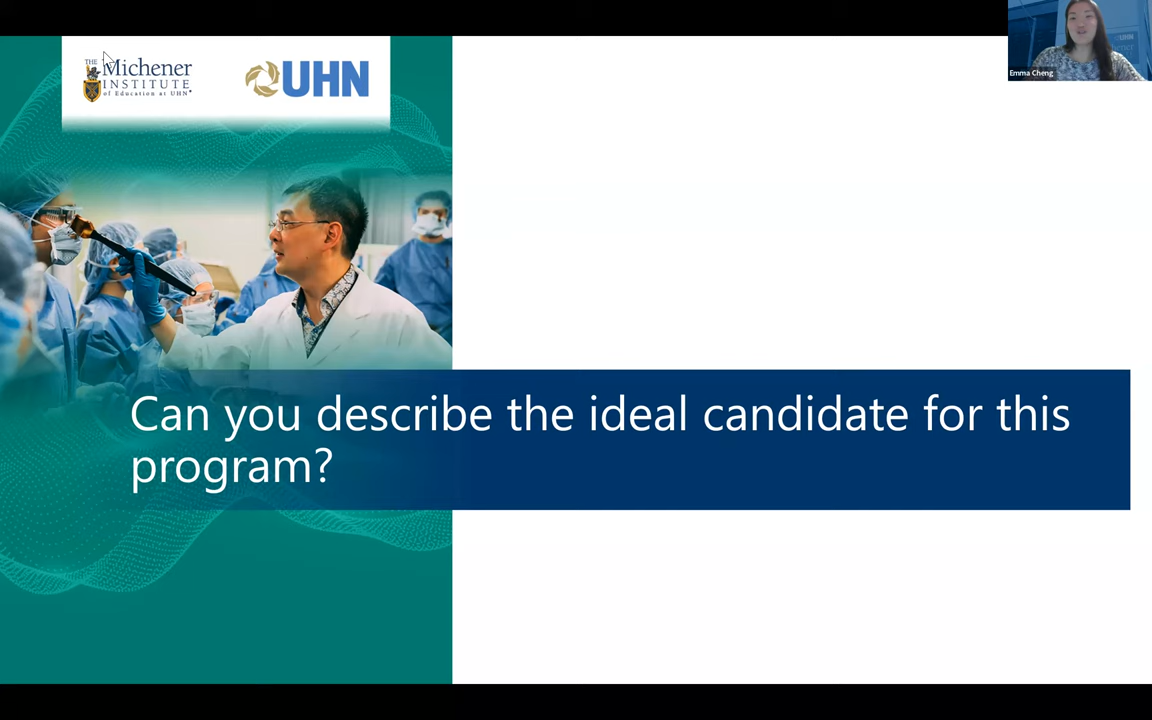 THE Michener
INSTITUTE
of Education at UHN
UHN
Emma Cheng
Can you describe the ideal candidate for this
program?